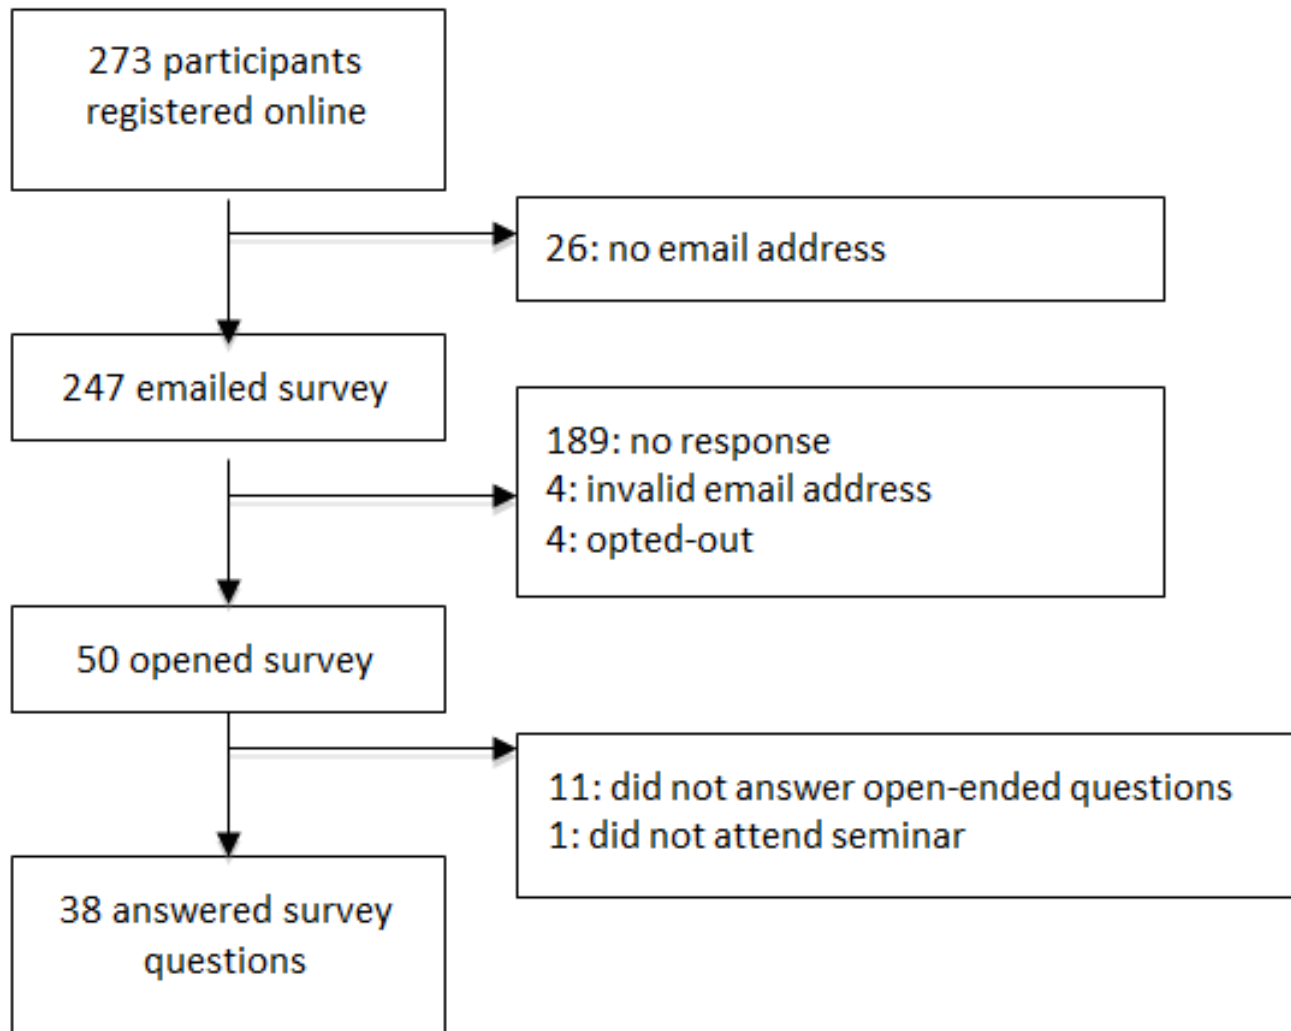 273 participants
registered online
26: no email address
247 emailed survey
189: no response
4: invalid email address
4: opted-out
50 opened survey
11: did not answer open-ended questions
1: did not attend seminar
38 answered survey
questions